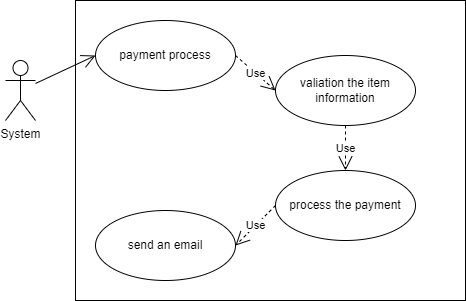 payment process
Use
valiation the item
information
System
Use
process the payment
Use
send an email